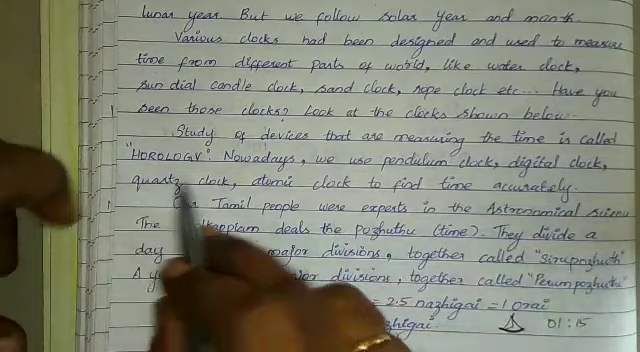 lunar year. But we follow solar year and month.
Various clocks had been designed and used to measure
time from different parts of world, like water clock,
sun dial candle clock, sand clock, rope clock etc... Have you
seen those clocks? Look at the clocks shown below.
Study of devices that are measuring the time is called
"HOROLOGY". Nowadays, we use pendulum clock, digital clock,
quartz clock, atomic clock to find time accurately.
Tamil people were experts in the Astronomical
The deals the pozhuthu (time). They divide a
day major divisions, together called "Sirupozhuthu"
A divisions, together called "Perumpozhuthu"
= 2.5 nazhigai = 1 orai
01:15